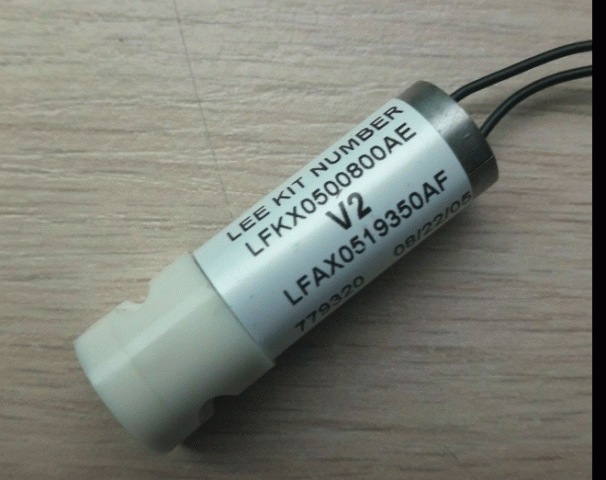 LEE KIT NUMBER
LFKX0500800AE
V2
LFAX0519350AF
779320 08/22/05